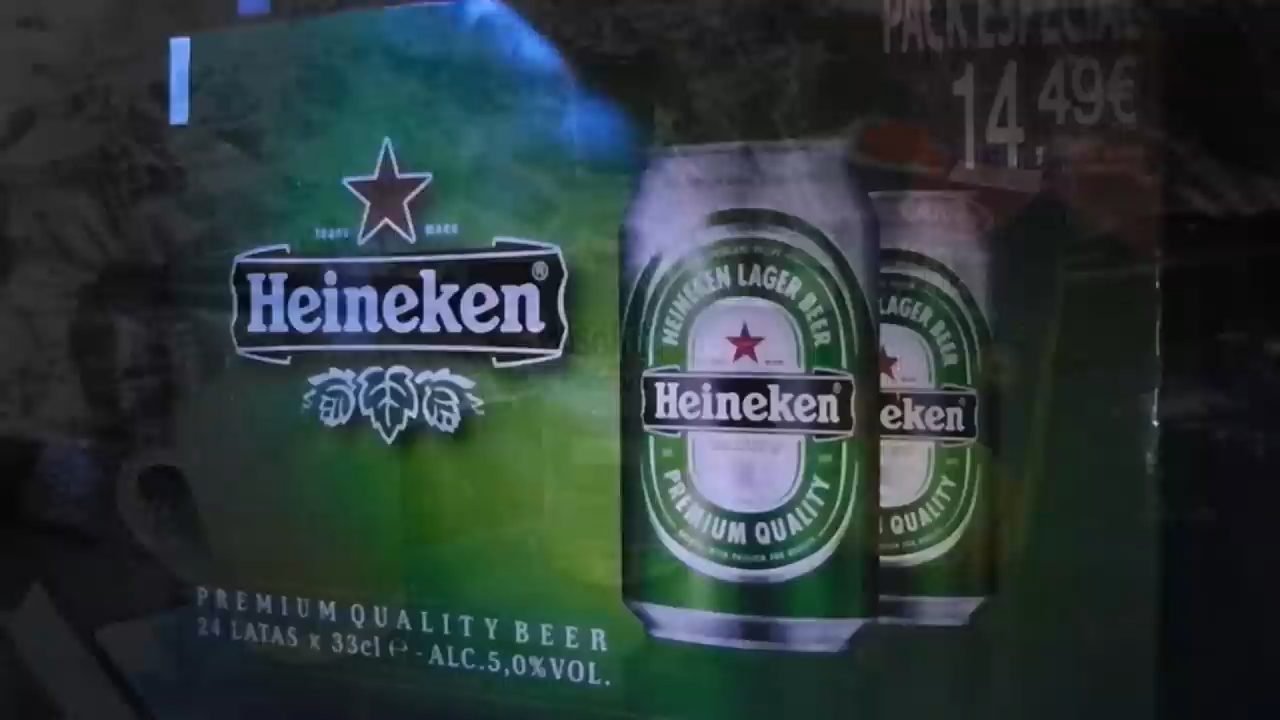 PACK ESPECIAL
14,49€
TRADE MARK
Heineken®
HEINEKEN LAGER BEER
Heineken®
PREMIUM QUALITY
LAGER BEER
eken®
QUALITY
PREMIUM QUALITY BEER
24 LATAS x 33cl e - ALC.5,0%VOL.